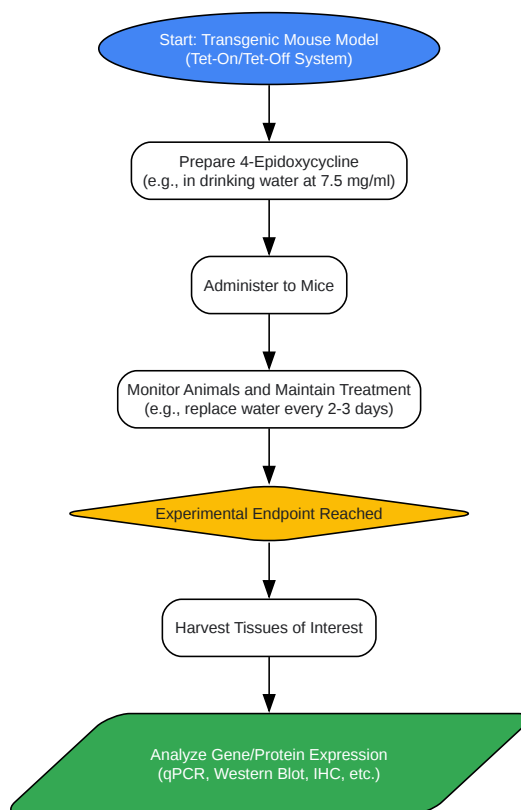 Start: Transgenic Mouse Model
(Tet-On/Tet-Off System)
Prepare 4-Epidoxycycline
(e.g., in drinking water at 7.5 mg/ml)
Administer to Mice
Monitor Animals and Maintain Treatment
(e.g., replace water every 2-3 days)
Experimental Endpoint Reached
Harvest Tissues of Interest
Analyze Gene/Protein Expression
(qPCR, Western Blot, IHC, etc.)